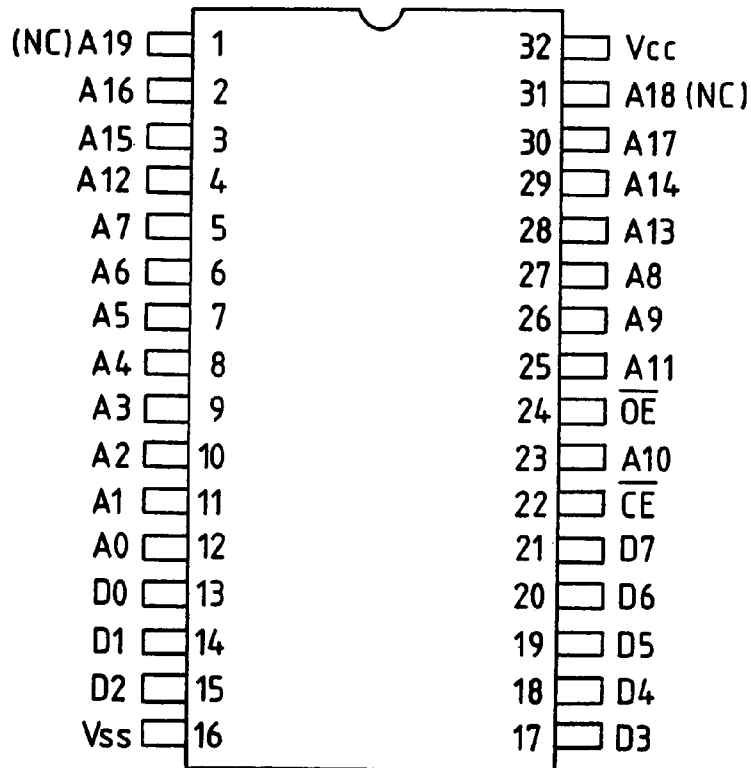 (NC) A19 1 32 Vcc
A16 2 31 A18 (NC)
A15 3 30 A17
A12 4 29 A14
A7 5 28 A13
A6 6 27 A8
A5 7 26 A9
A4 8 25 A11
A3 9 24 O̅E̅
A2 10 23 A10
A1 11 22 C̅E̅
A0 12 21 D7
D0 13 20 D6
D1 14 19 D5
D2 15 18 D4
Vss 16 17 D3